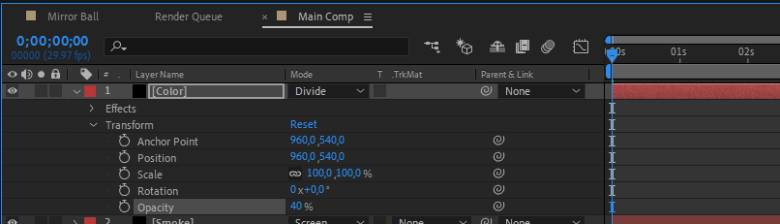 Mirror Ball Render Queue × Main Comp
0;00;00;00
00000 (29.97 fps)
:00s 01s 02s
# . Layer Name Mode T .TrkMat Parent & Link
1 [Color] Divide None
Effects
Transform Reset
Anchor Point 960,0,540,0
Position 960,0,540,0
Scale 100,0,100,0 %
Rotation 0x+0,0°
Opacity 40 %
2 [Smoke] Screen None None